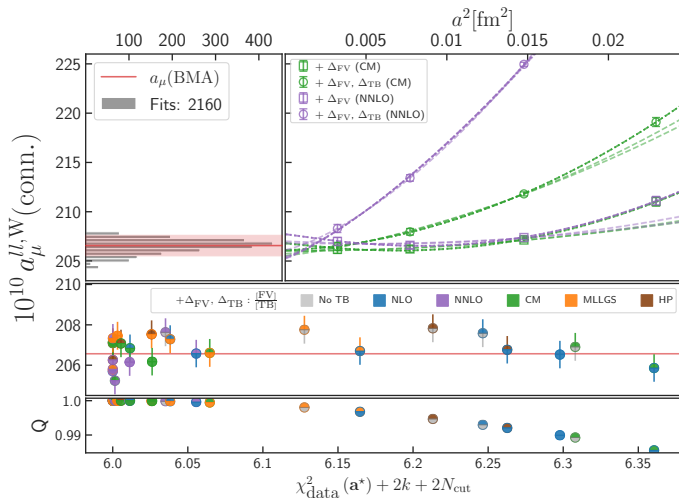 100 200 300 400
a² [fm²]
0.005 0.010 0.015 0.02
225
220
215
210
205
a_μ(BMA)
Fits: 2160
+ Δ_FV (CM)
+ Δ_FV, Δ_TB (CM)
+ Δ_FV (NNLO)
+ Δ_FV, Δ_TB (NNLO)
10¹⁰ a_μ^{ll,W}(conn.)
210
208
206
+Δ_FV, Δ_TB : [FV]/[TB] No TB NLO NNLO CM MLLGS HP
Q
1.0
0.99
6.0 6.05 6.1 6.15 6.2 6.25 6.3 6.35
χ²_data (a*) + 2k + 2N_cut